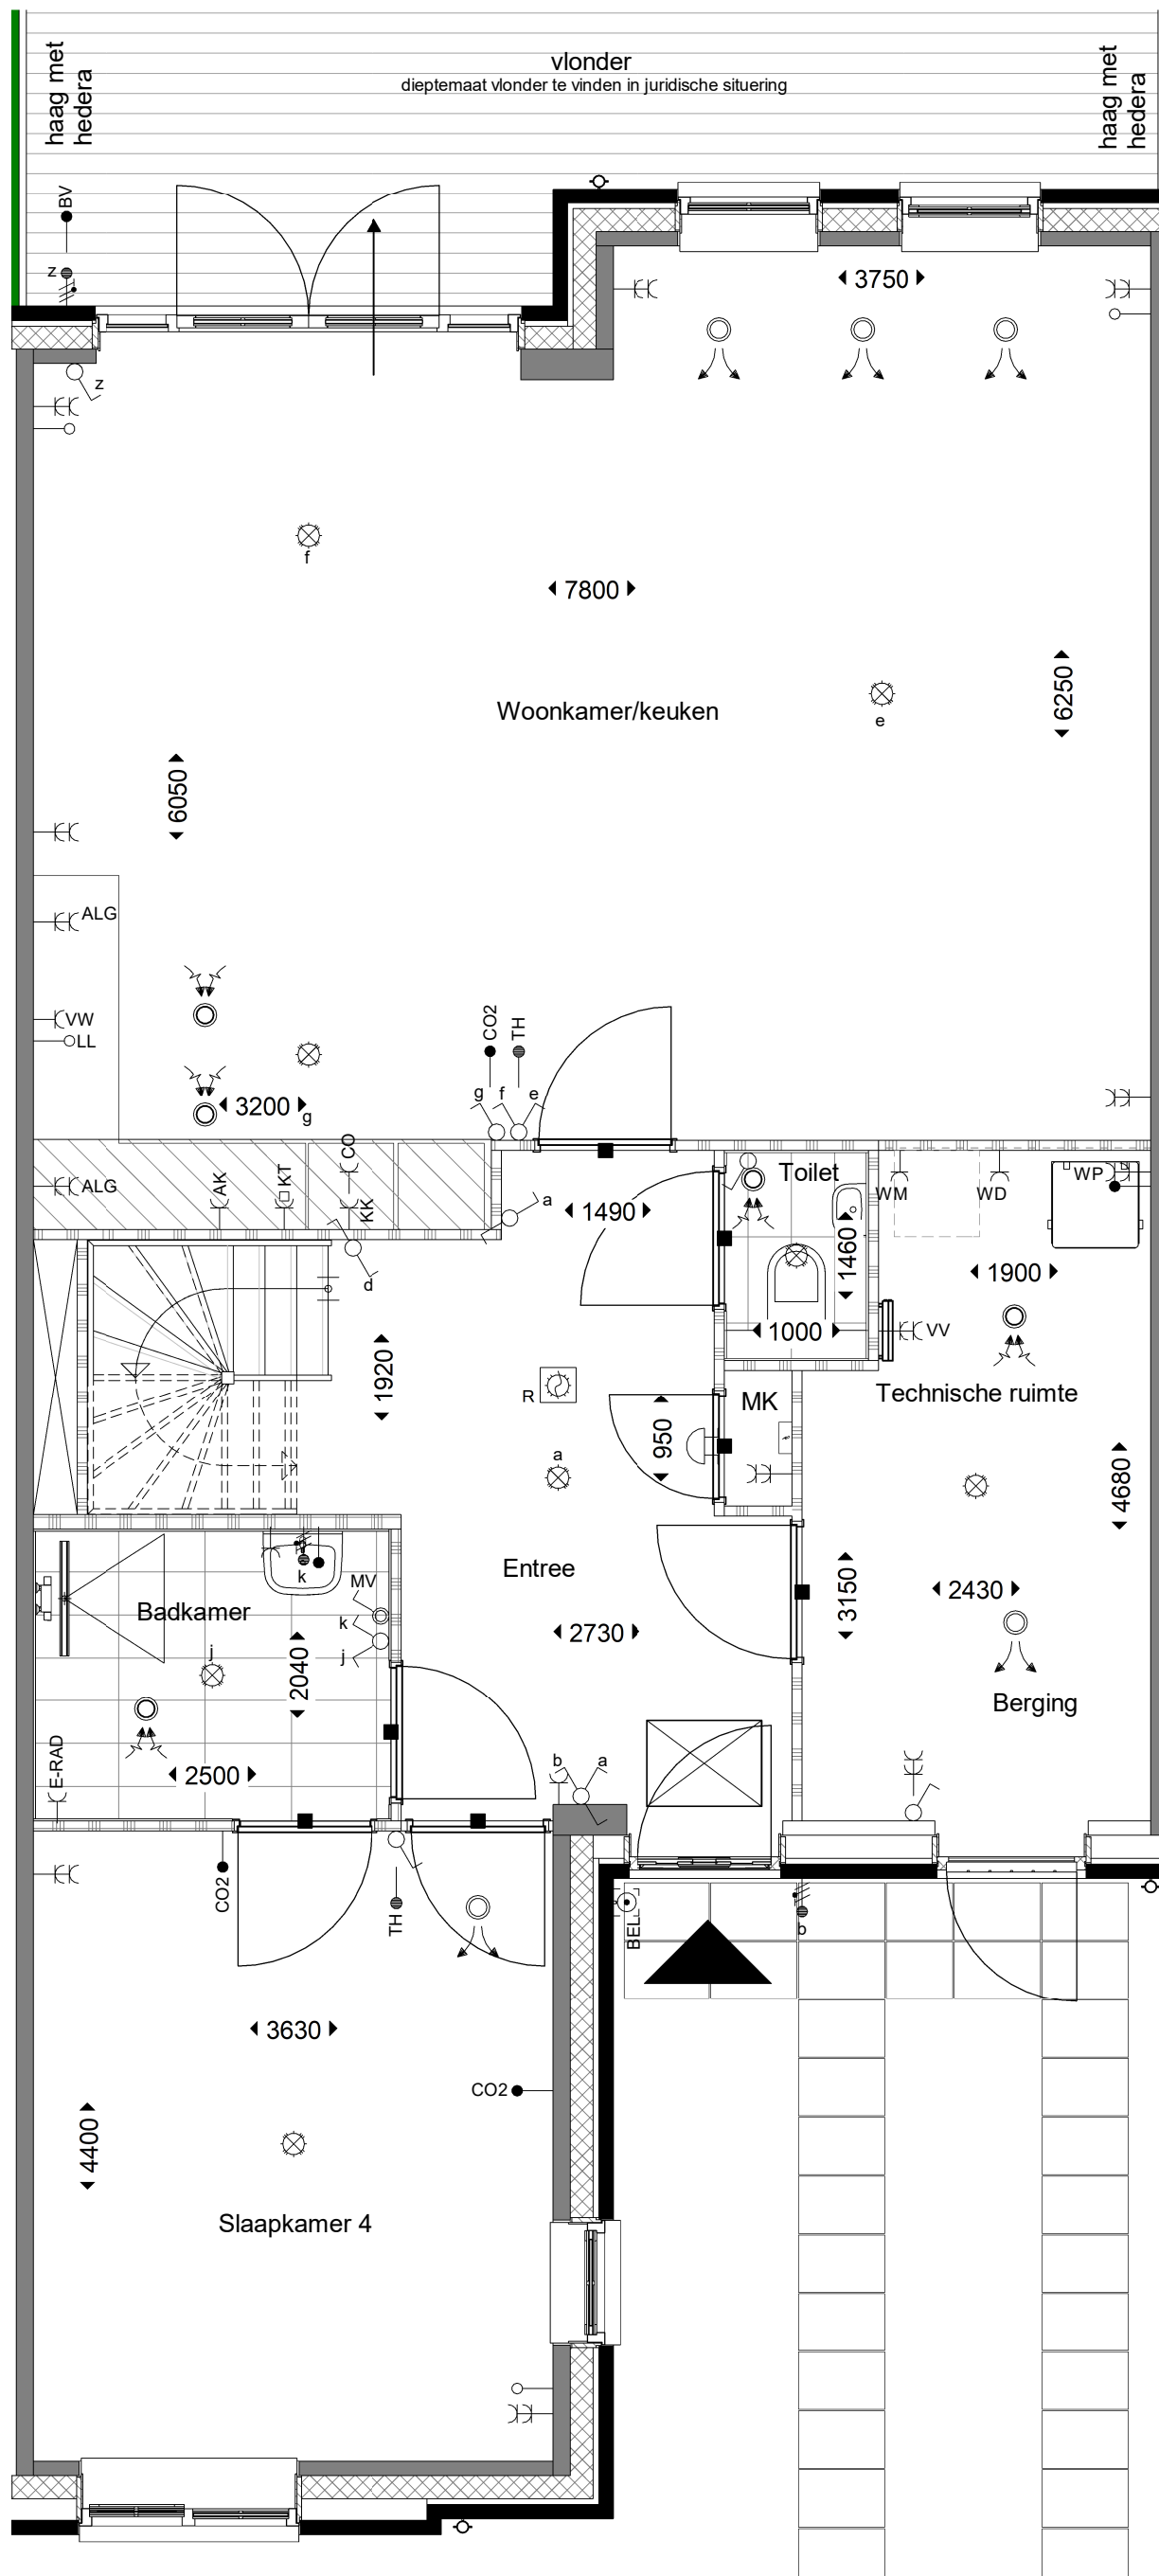 haag met
hedera
vlonder
dieptemaat vlonder te vinden in juridische situering
haag met
hedera
BV
z
3750
z
f
7800
Woonkamer/keuken
e
6250
6050
ALG
VW
LL
CO2
TH
g
f
e
3200
g
ALG
AK
KT
CO
KK
a
d
1490
Toilet
1460
1000
WM
WD
WP
1900
VV
Technische ruimte
1920
R
MK
950
a
4680
Entree
k
MV
k
j
Badkamer
j
2040
2730
3150
2430
Berging
E-RAD
2500
b
a
CO2
TH
BEL
b
3630
CO2
4400
Slaapkamer 4